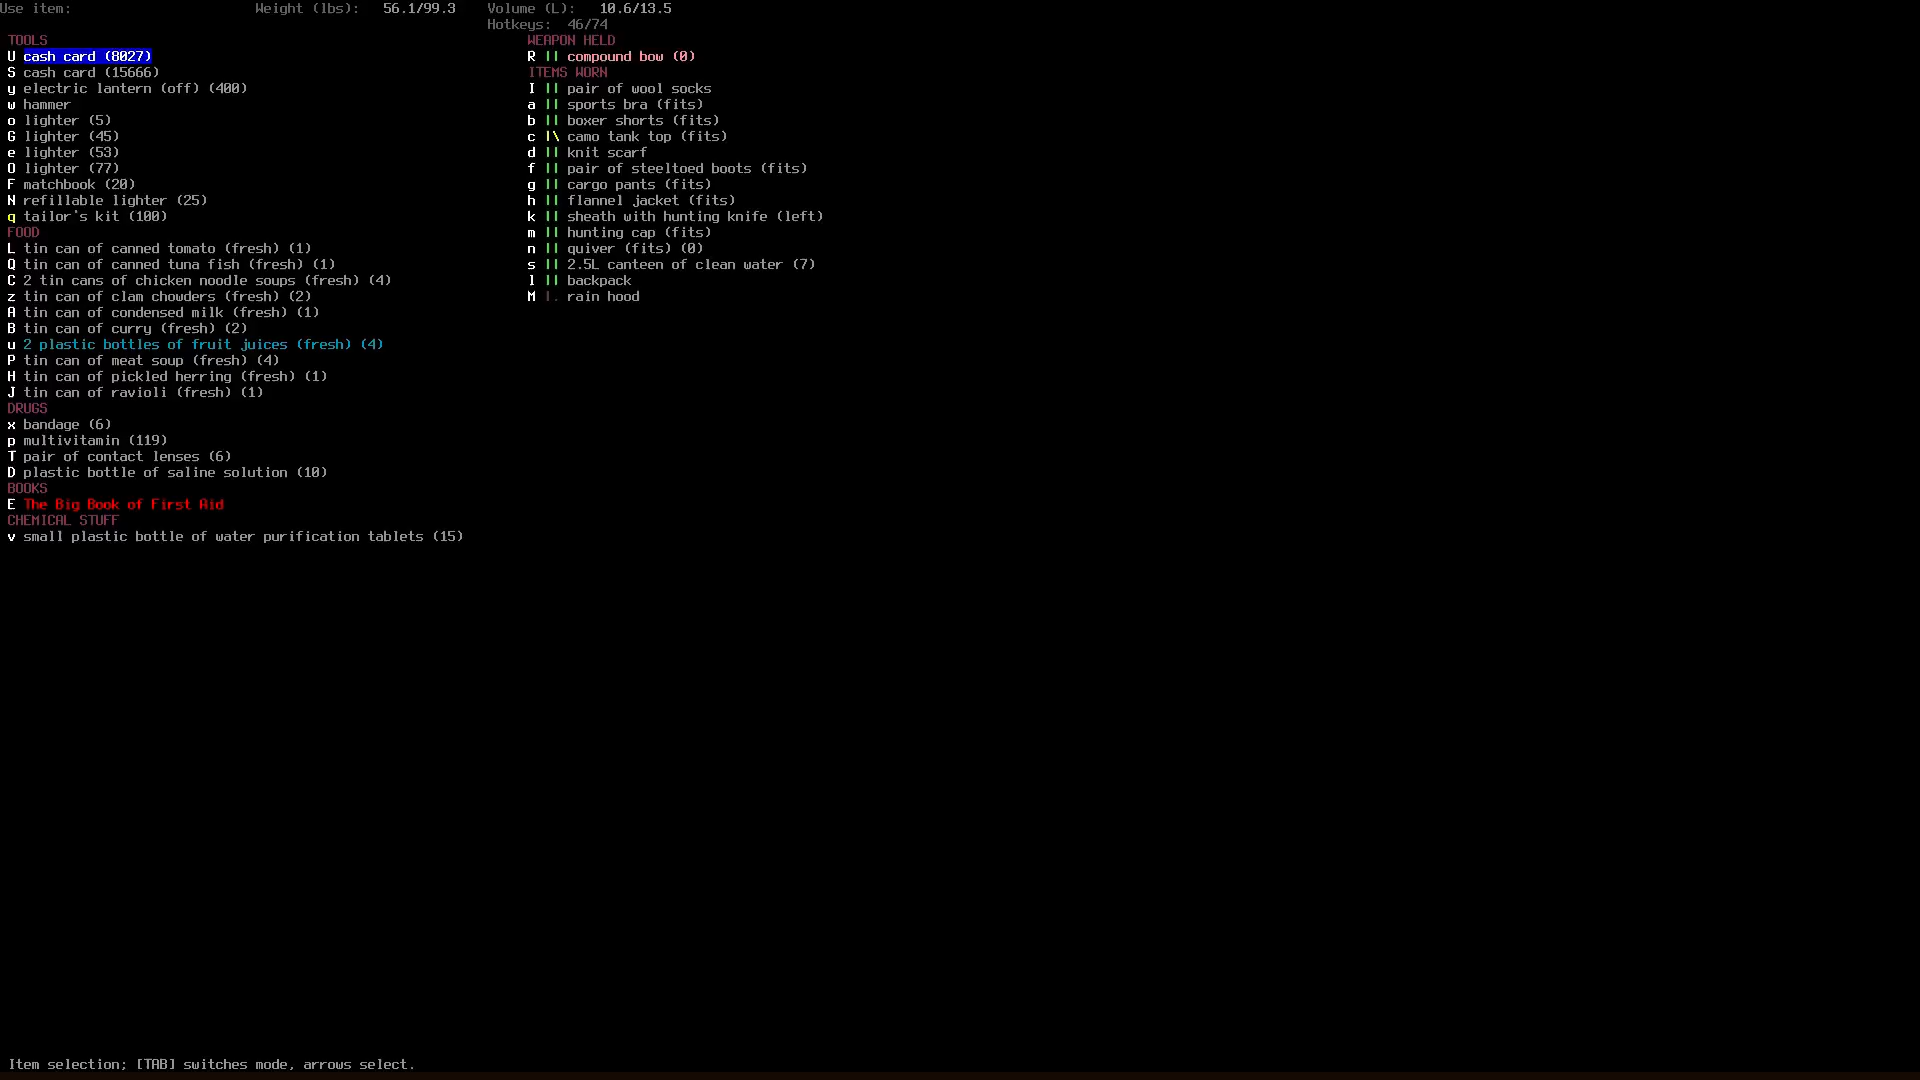 Use item: Weight (lbs): 56.1/99.3 Volume (L): 10.6/13.5
Hotkeys: 46/74
TOOLS
U cash card (8027)
S cash card (15666)
y electric lantern (off) (400)
w hammer
o lighter (5)
G lighter (45)
e lighter (53)
O lighter (77)
F matchbook (20)
N refillable lighter (25)
q tailor's kit (100)
FOOD
L tin can of canned tomato (fresh) (1)
Q tin can of canned tuna fish (fresh) (1)
C 2 tin cans of chicken noodle soups (fresh) (4)
z tin can of clam chowders (fresh) (2)
A tin can of condensed milk (fresh) (1)
B tin can of curry (fresh) (2)
u 2 plastic bottles of fruit juices (fresh) (4)
P tin can of meat soup (fresh) (4)
H tin can of pickled herring (fresh) (1)
J tin can of ravioli (fresh) (1)
DRUGS
x bandage (6)
p multivitamin (119)
T pair of contact lenses (6)
D plastic bottle of saline solution (10)
BOOKS
E The Big Book of First Aid
CHEMICAL STUFF
v small plastic bottle of water purification tablets (15)
WEAPON HELD
R || compound bow (0)
ITEMS WORN
I || pair of wool socks
a || sports bra (fits)
b || boxer shorts (fits)
c |\ camo tank top (fits)
d || knit scarf
f || pair of steeltoed boots (fits)
g || cargo pants (fits)
h || flannel jacket (fits)
k || sheath with hunting knife (left)
m || hunting cap (fits)
n || quiver (fits) (0)
s || 2.5L canteen of clean water (7)
l || backpack
M |. rain hood
Item selection; [TAB] switches mode, arrows select.